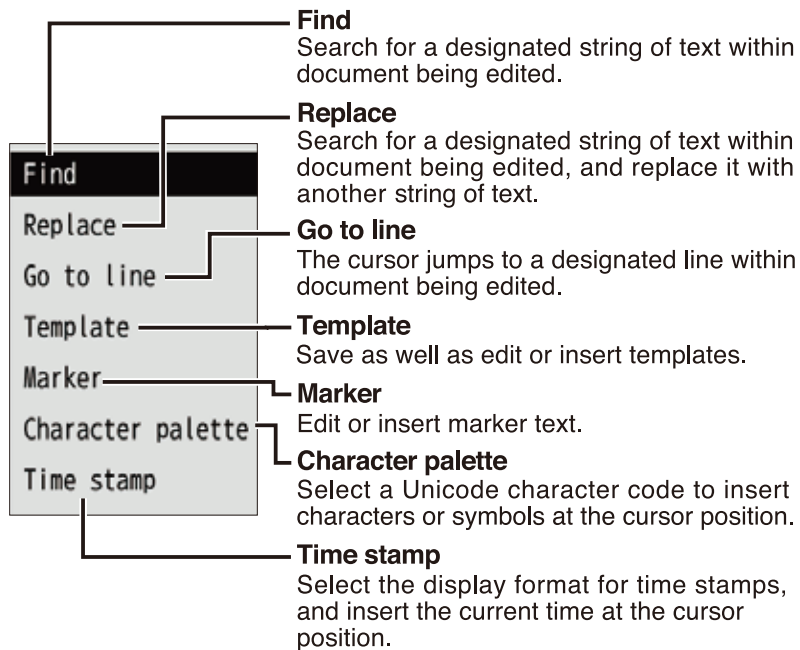 Find
Replace
Go to line
Template
Marker
Character palette
Time stamp
Find
Search for a designated string of text within
document being edited.
Replace
Search for a designated string of text within
document being edited, and replace it with
another string of text.
Go to line
The cursor jumps to a designated line within
document being edited.
Template
Save as well as edit or insert templates.
Marker
Edit or insert marker text.
Character palette
Select a Unicode character code to insert
characters or symbols at the cursor position.
Time stamp
Select the display format for time stamps,
and insert the current time at the cursor
position.